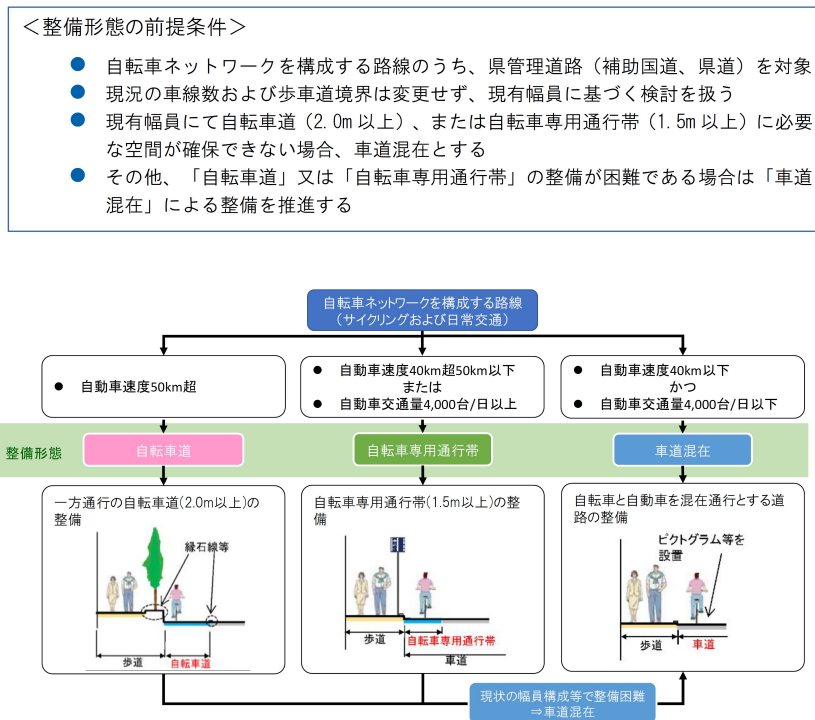 ＜整備形態の前提条件＞
● 自転車ネットワークを構成する路線のうち、県管理道路（補助国道、県道）を対象
● 現況の車線数および歩車道境界は変更せず、現有幅員に基づく検討を扱う
● 現有幅員にて自転車道（2.0m以上）、または自転車専用通行帯（1.5m以上）に必要
な空間が確保できない場合、車道混在とする
● その他、「自転車道」又は「自転車専用通行帯」の整備が困難である場合は「車道
混在」による整備を推進する
自転車ネットワークを構成する路線
（サイクリングおよび日常交通）
● 自動車速度50km超
● 自動車速度40km超50km以下
または
● 自動車交通量4,000台/日以上
● 自動車速度40km以下
かつ
● 自動車交通量4,000台/日以下
整備形態
自転車道
自転車専用通行帯
車道混在
一方通行の自転車道(2.0m以上)の
整備
縁石線等
歩道
自転車道
自転車専用通行帯(1.5m以上)の整
備
歩道
自転車専用通行帯
車道
自転車と自動車を混在通行とする道
路の整備
ピクトグラム等を
設置
歩道
車道
現状の幅員構成等で整備困難
⇒車道混在